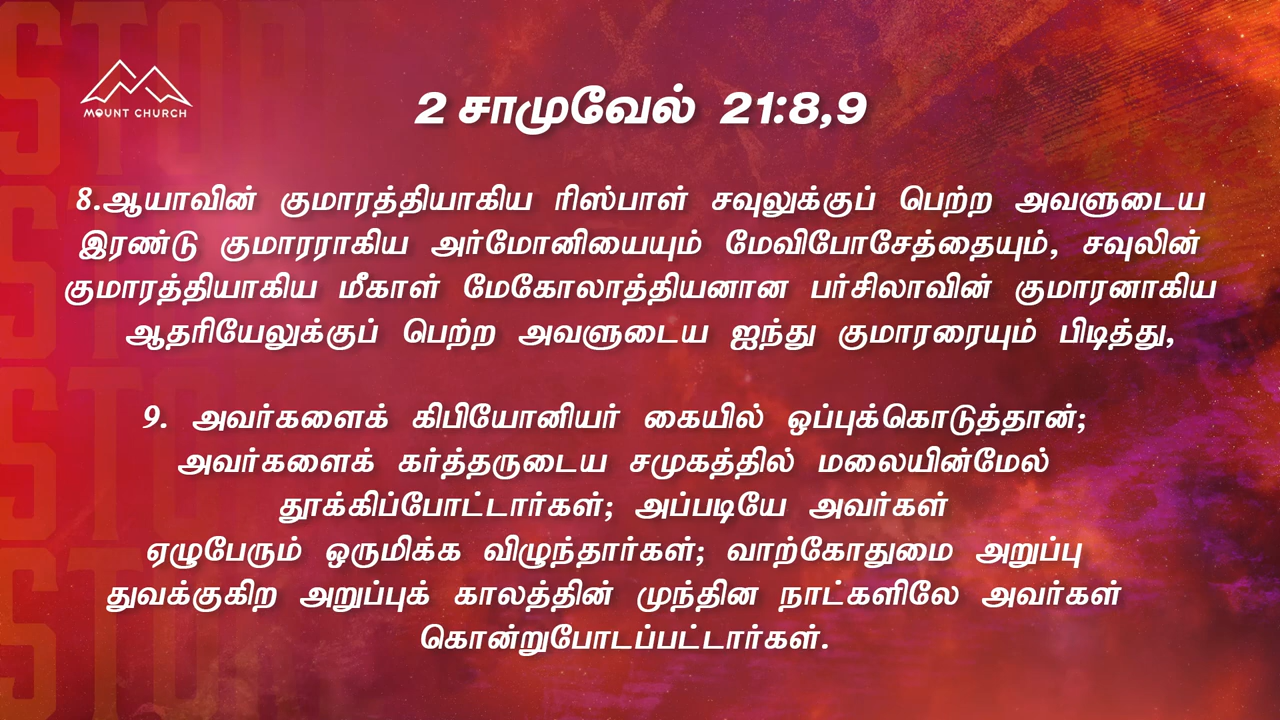 MOUNT CHURCH
2 சாமுவேல் 21:8,9
8.ஆயாவின் குமாரத்தியாகிய ரிஸ்பாள் சவுலுக்குப் பெற்ற அவளுடைய
இரண்டு குமாரராகிய அர்மோனியையும் மேவிபோசேத்தையும், சவுலின்
குமாரத்தியாகிய மீகாள் மேகோலாத்தியனான பர்சிலாவின் குமாரனாகிய
ஆதரியேலுக்குப் பெற்ற அவளுடைய ஐந்து குமாரரையும் பிடித்து,
9. அவர்களைக் கிபியோனியர் கையில் ஒப்புக்கொடுத்தான்;
அவர்களைக் கர்த்தருடைய சமுகத்தில் மலையின்மேல்
தூக்கிப்போட்டார்கள்; அப்படியே அவர்கள்
ஏழுபேரும் ஒருமிக்க விழுந்தார்கள்; வாற்கோதுமை அறுப்பு
துவக்குகிற அறுப்புக் காலத்தின் முந்தின நாட்களிலே அவர்கள்
கொன்றுபோடப்பட்டார்கள்.